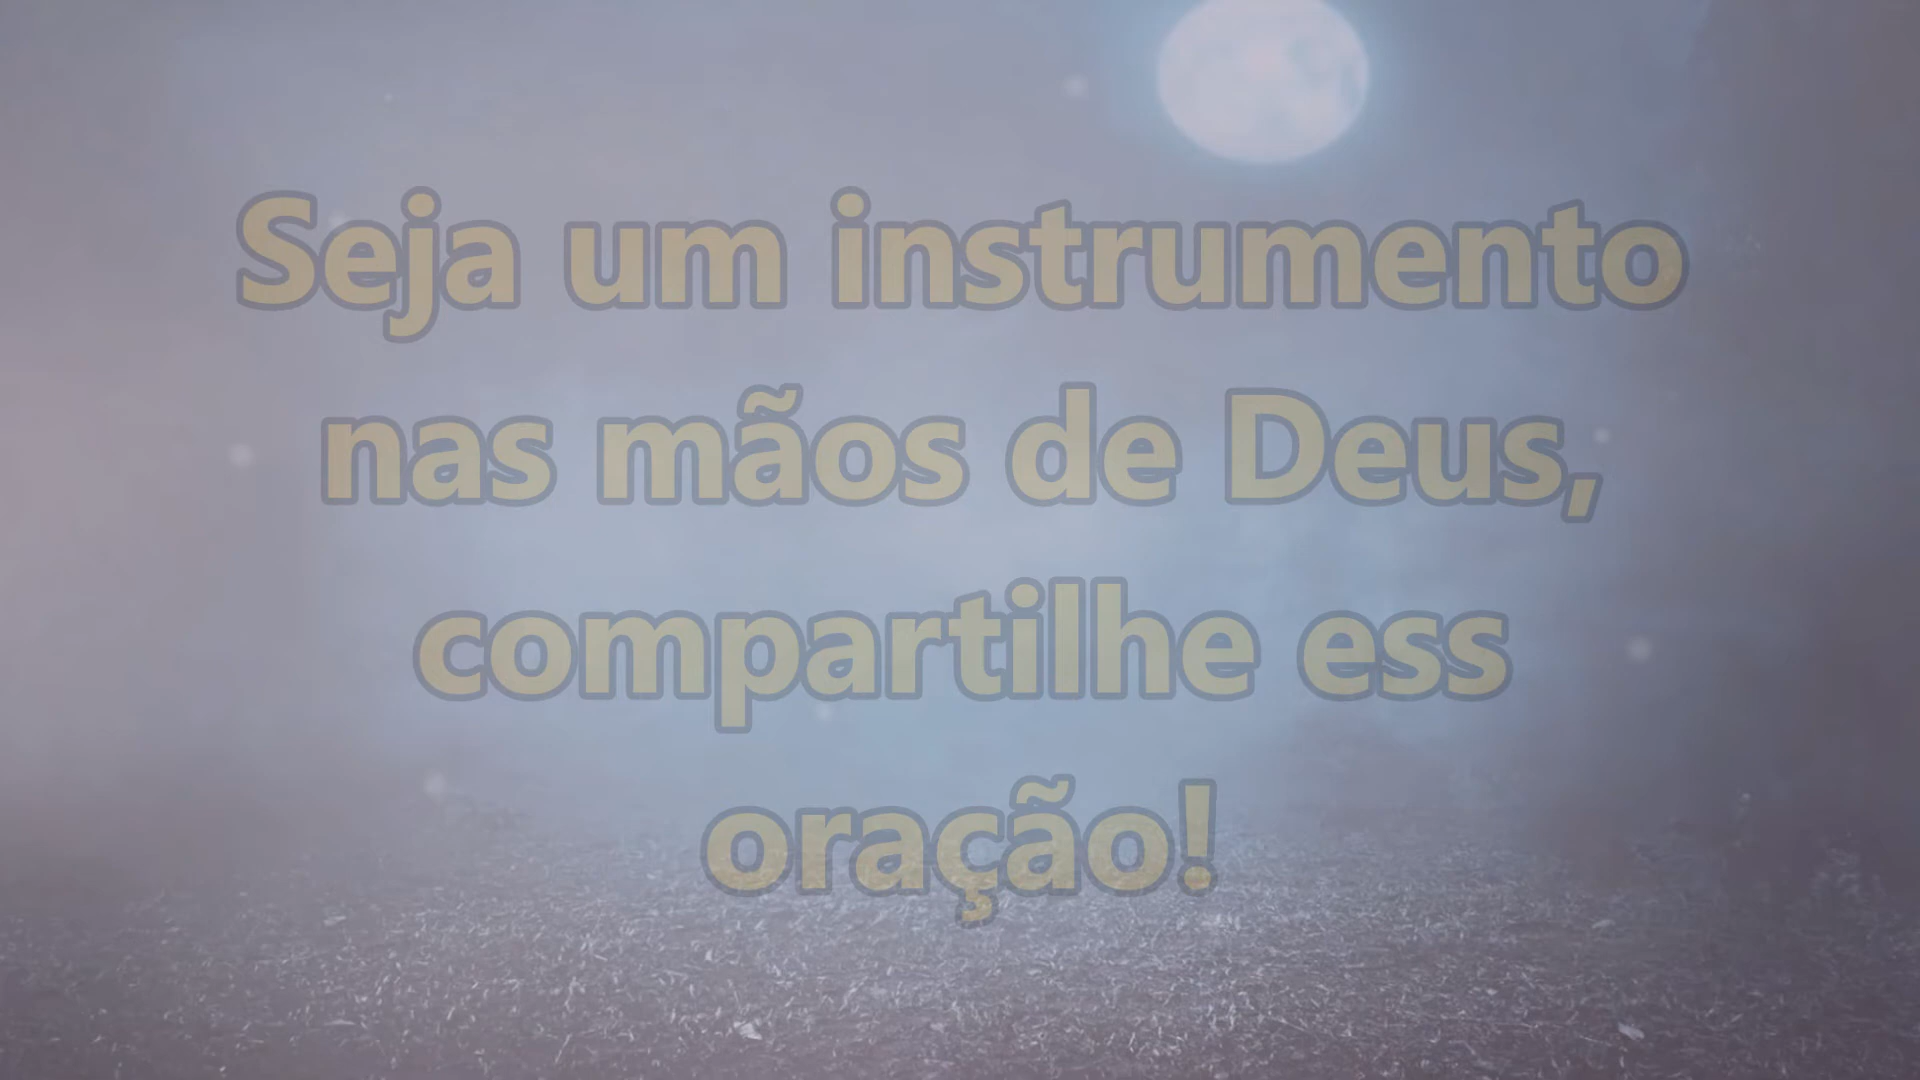 Seja um instrumento
nas mãos de Deus,
compartilhe ess
oração!